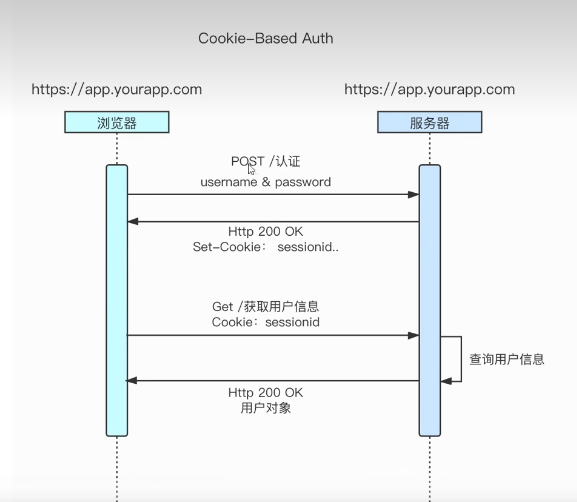 Cookie-Based Auth
https://app.yourapp.com
https://app.yourapp.com
浏览器
服务器
POST /认证
username & password
Http 200 OK
Set-Cookie： sessionid..
Get /获取用户信息
Cookie：sessionid
查询用户信息
Http 200 OK
用户对象